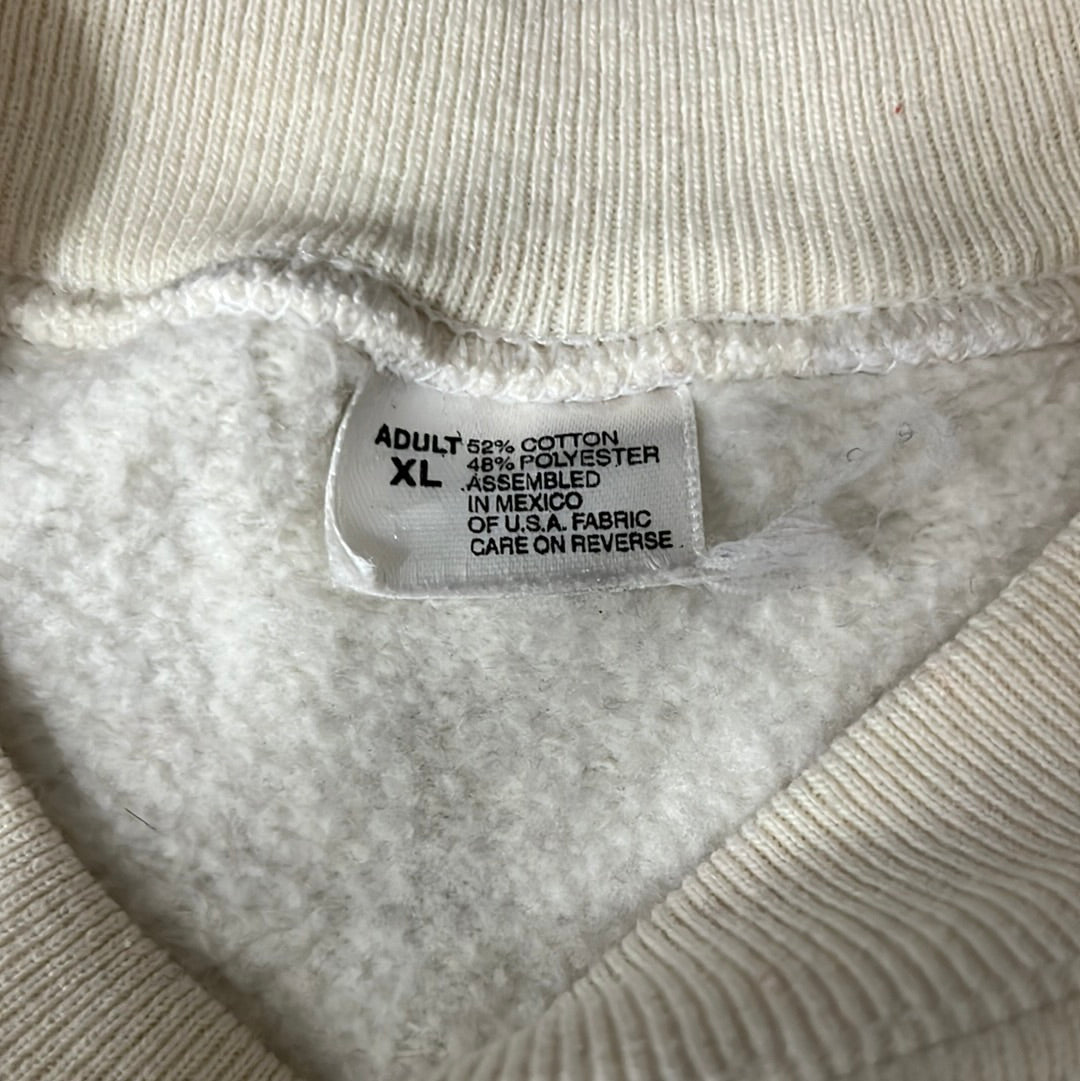 ADULT
XL
52% COTTON
48% POLYESTER
ASSEMBLED
IN MEXICO
OF U.S.A. FABRIC
CARE ON REVERSE